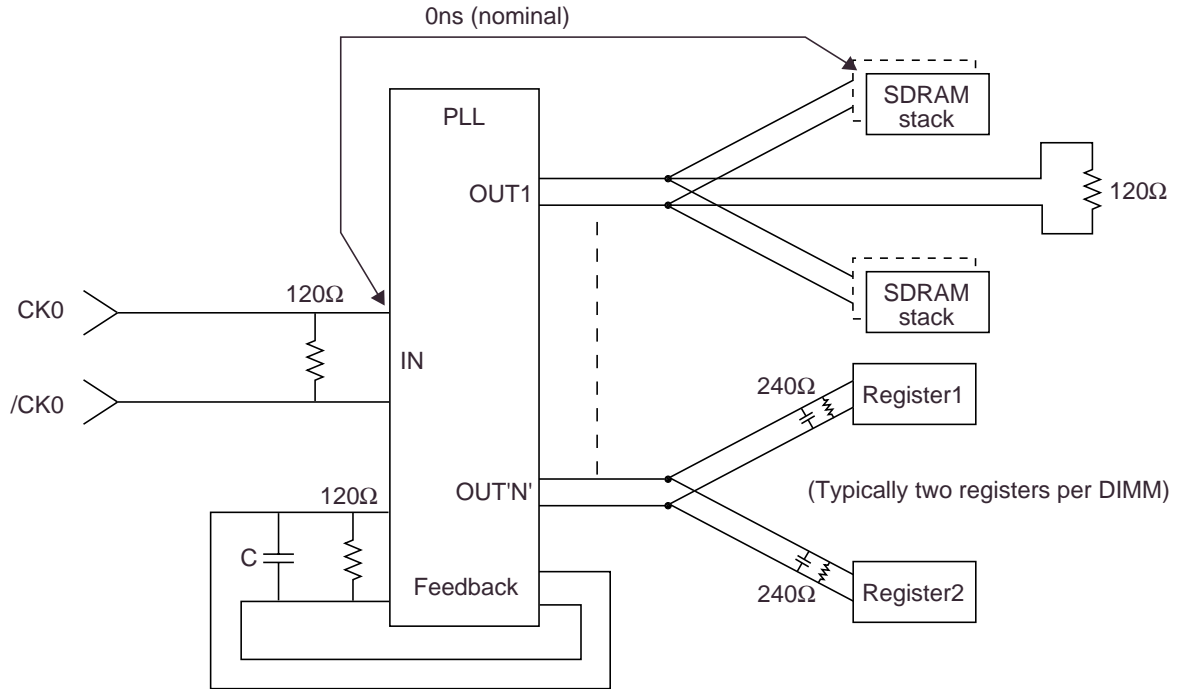 0ns (nominal)
PLL
SDRAM
stack
OUT1
120Ω
SDRAM
stack
120Ω
CK0
IN
/CK0
240Ω
Register1
120Ω
OUT'N'
(Typically two registers per DIMM)
C
Feedback
240Ω
Register2